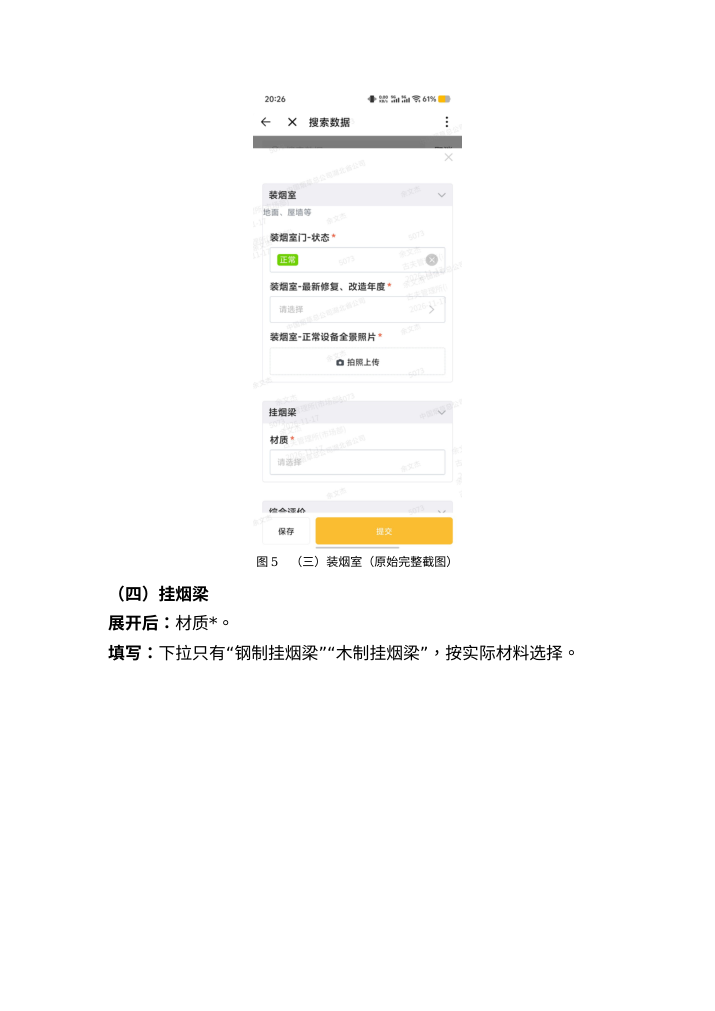 20:26
61%
搜索数据
装烟室
地面、屋墙等
装烟室门-状态*
正常
装烟室-最新修复、改造年度*
请选择
装烟室-正常设备全景照片*
拍照上传
挂烟梁
材质*
请选择
综合评价
保存
提交
图 5 （三）装烟室（原始完整截图）
（四）挂烟梁
展开后：材质*。
填写：下拉只有“钢制挂烟梁”“木制挂烟梁”，按实际材料选择。